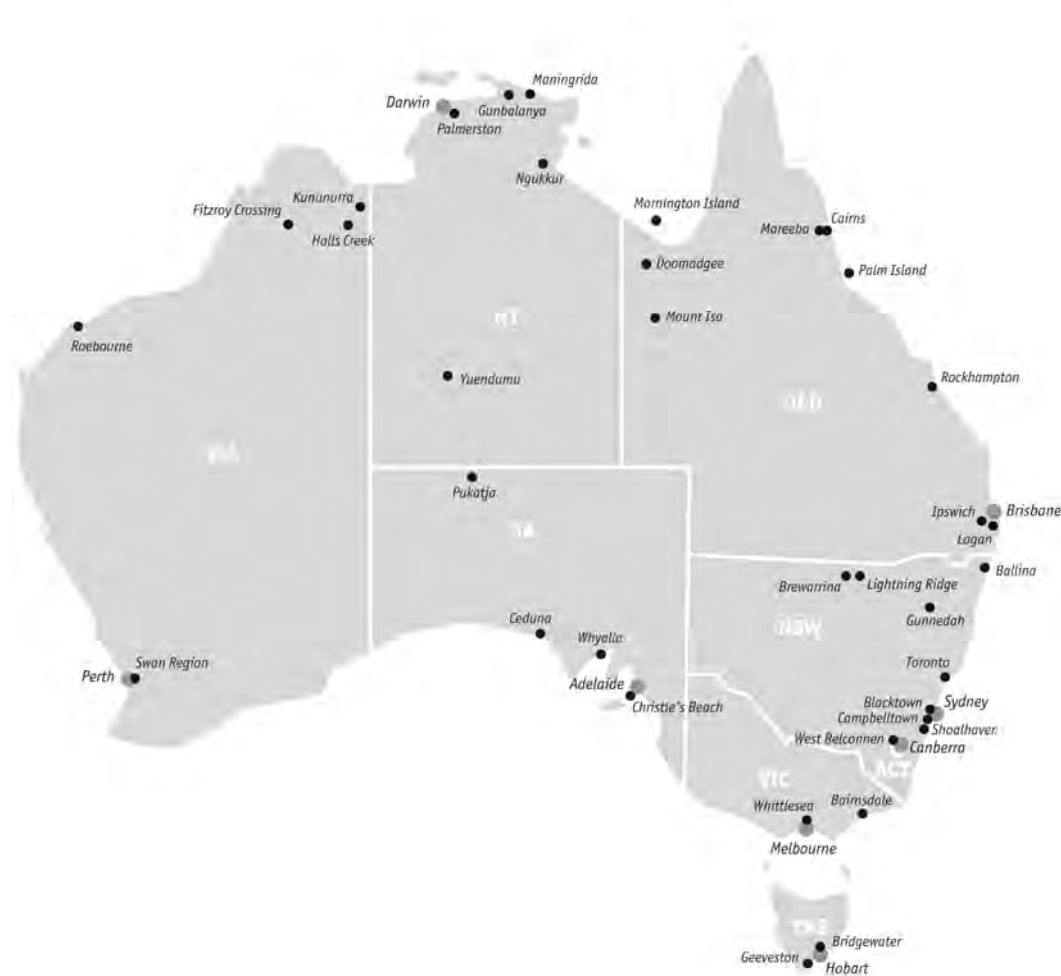 Maningrida
Darwin
Gunbalanya
Palmerston
Ngukkur
Kununurra
Mornington Island
Fitzroy Crossing
Cairns
Mareeba
Halls Creek
Doomadgee
Palm Island
NT
Mount Isa
Roebourne
Yuendumu
Rockhampton
QLD
WA
Pukatja
Ipswich
Brisbane
SA
Logan
Ballina
Brewarrina
Lightning Ridge
Ceduna
Gunnedah
NSW
Whyalla
Swan Region
Toronto
Perth
Adelaide
Christie's Beach
Blacktown
Sydney
Campbelltown
Shoalhaven
West Belconnen
Canberra
ACT
VIC
Whittlesea
Bairnsdale
Melbourne
TAS
Bridgewater
Geeveston
Hobart